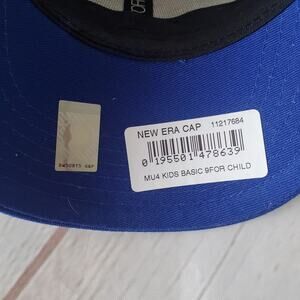 NEW ERA CAP 11217684
0 195501 478639
MU4 KIDS BASIC 9FOR CHILD